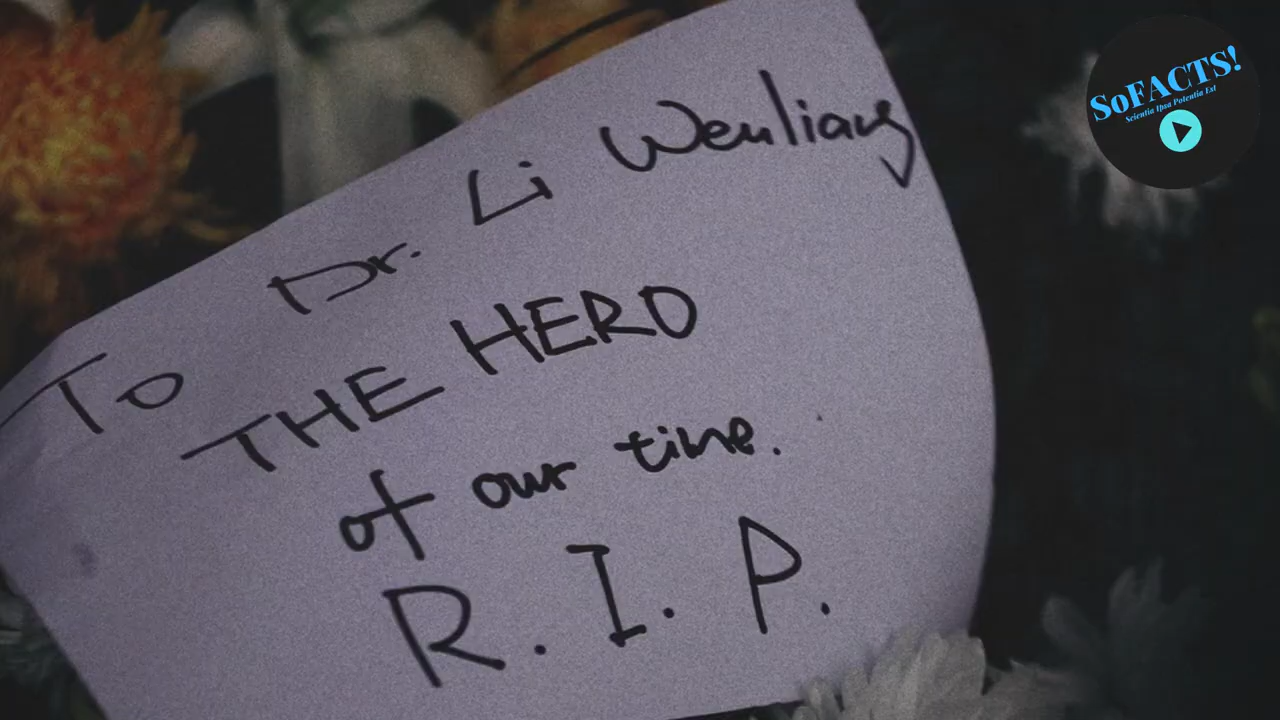 To Dr. Li Wenliang
THE HERO
of our time.
R. I. P.
SoFACTS!
Scientia Ipsa Potentia Est